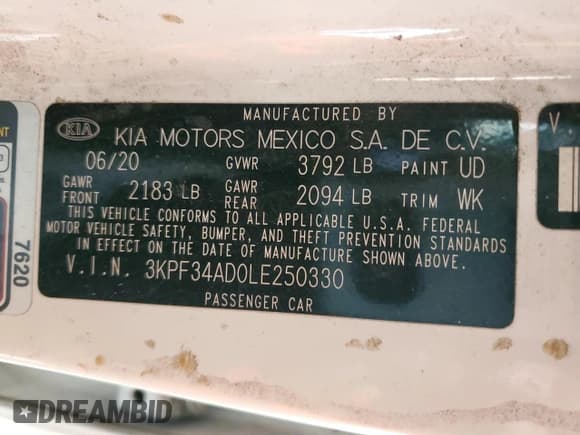 MANUFACTURED BY
KIA KIA MOTORS MEXICO S.A. DE C.V.
06/20 GVWR 3792 LB PAINT UD
GAWR FRONT 2183 LB GAWR REAR 2094 LB TRIM WK
THIS VEHICLE CONFORMS TO ALL APPLICABLE U.S.A. FEDERAL
MOTOR VEHICLE SAFETY, BUMPER, AND THEFT PREVENTION STANDARDS
IN EFFECT ON THE DATE OF MANUFACTURE SHOWN ABOVE.
V.I.N. 3KPF34AD0LE250330
PASSENGER CAR
7620
V
DREAMBID